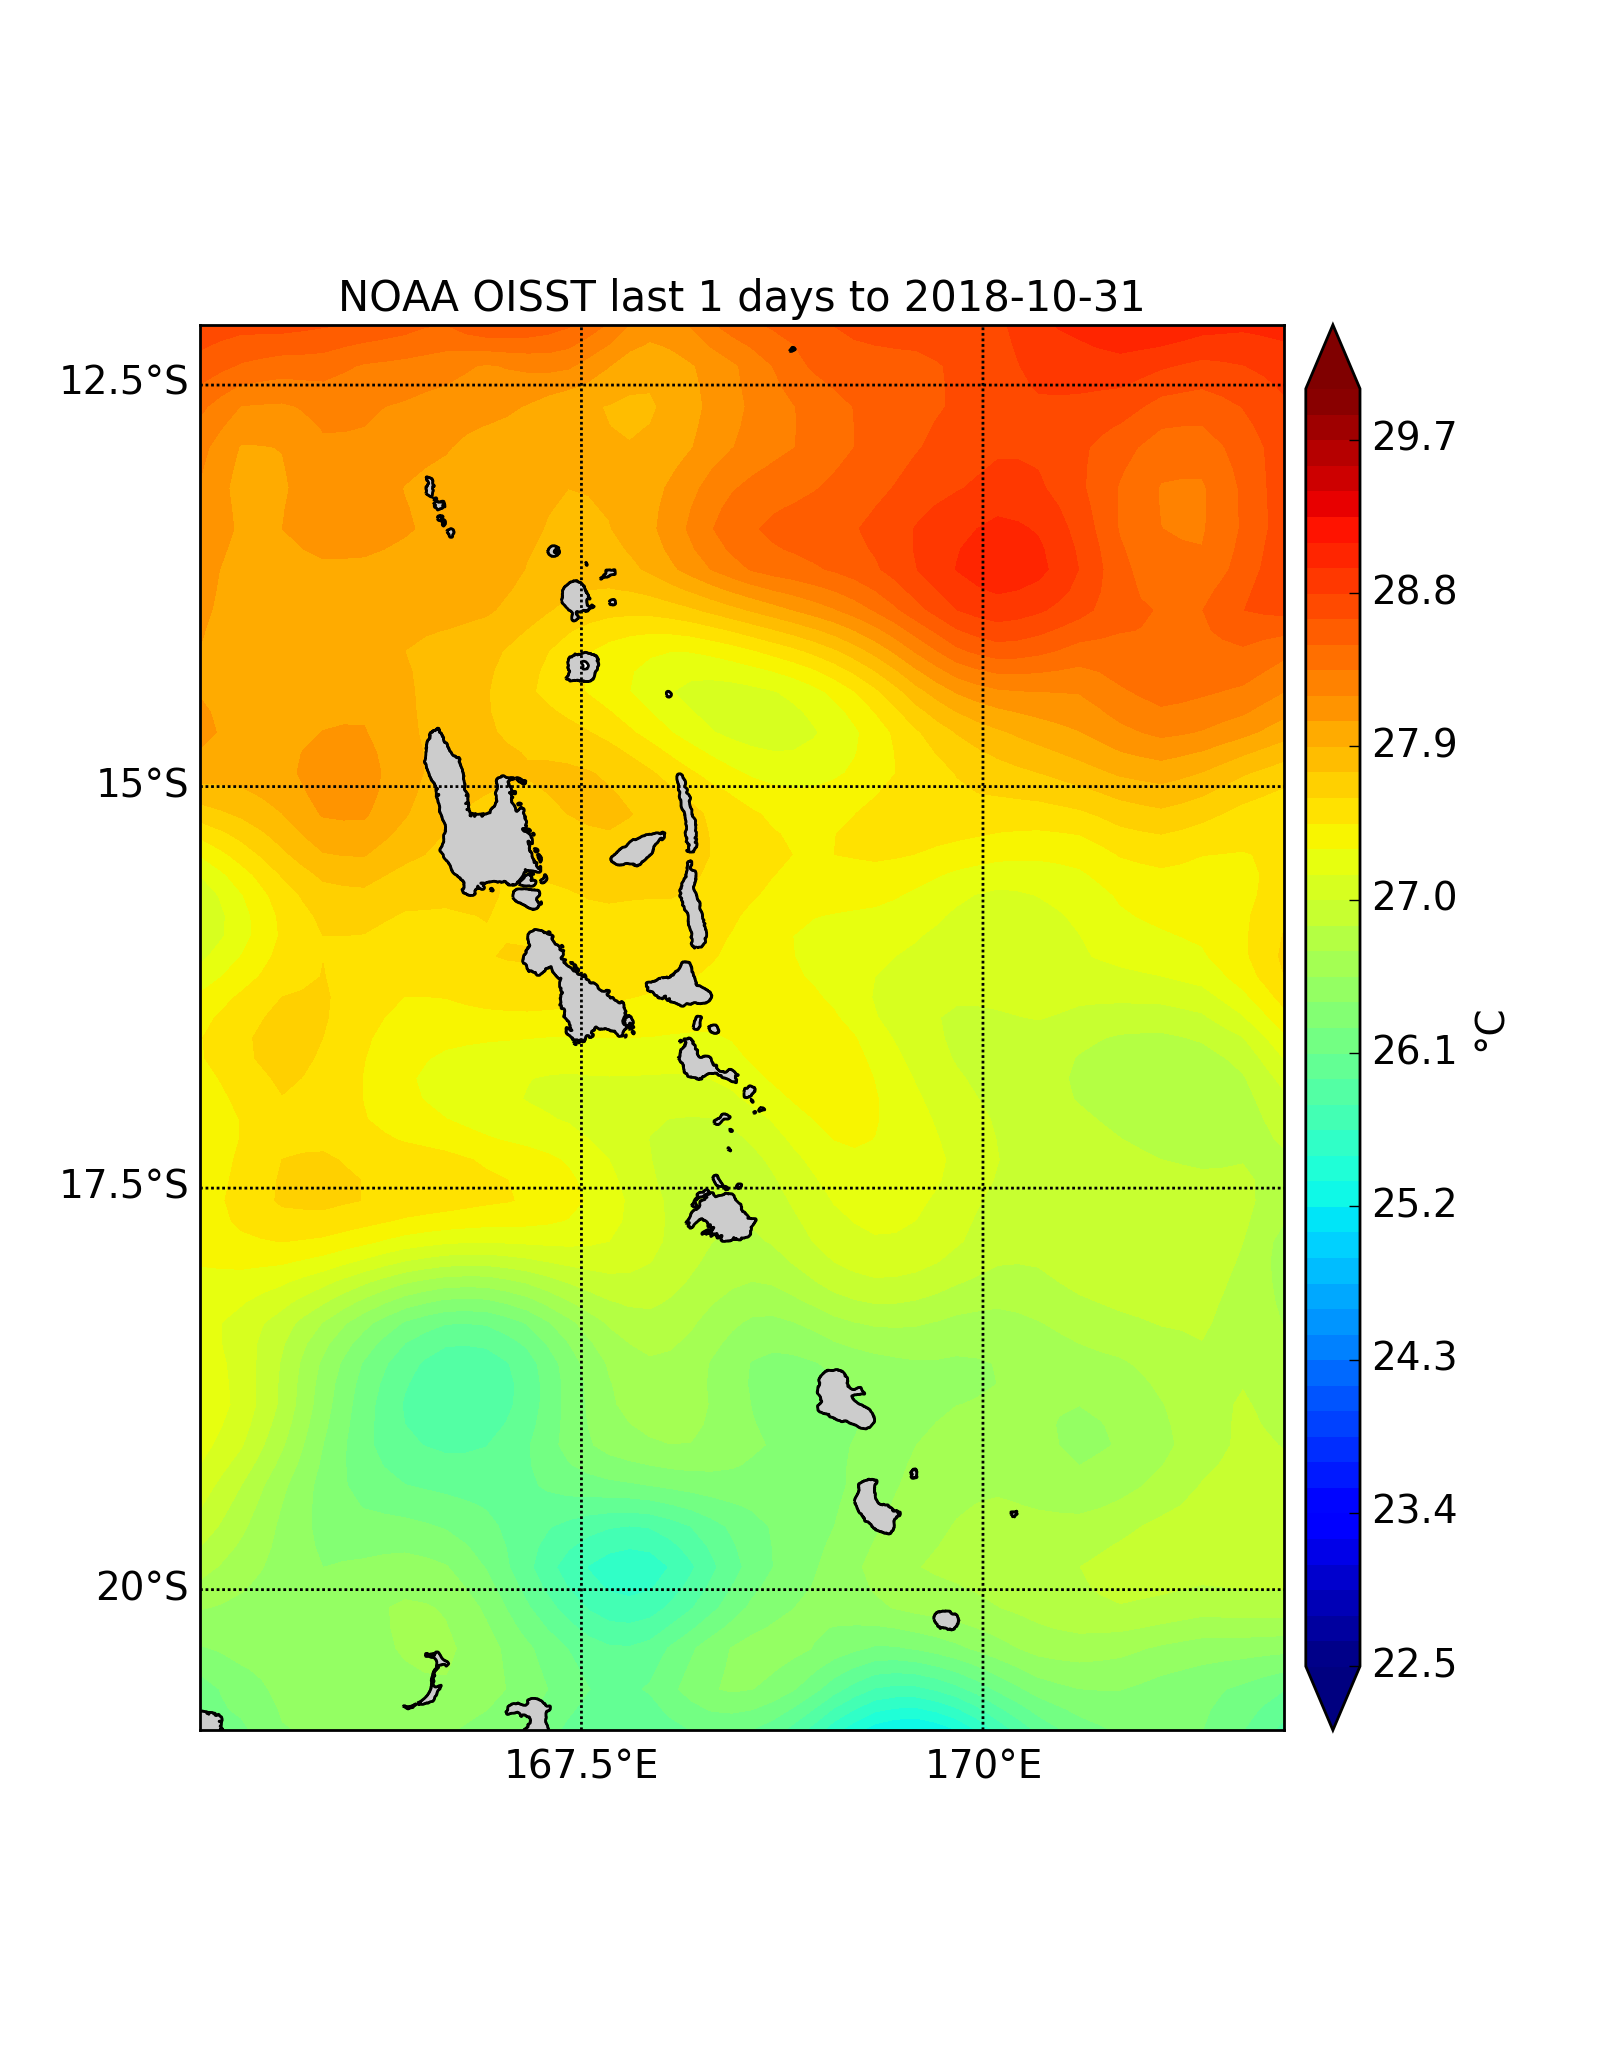 NOAA OISST last 1 days to 2018-10-31
12.5°S
15°S
17.5°S
20°S
167.5°E
170°E
29.7
28.8
27.9
27.0
26.1
25.2
24.3
23.4
22.5
°C